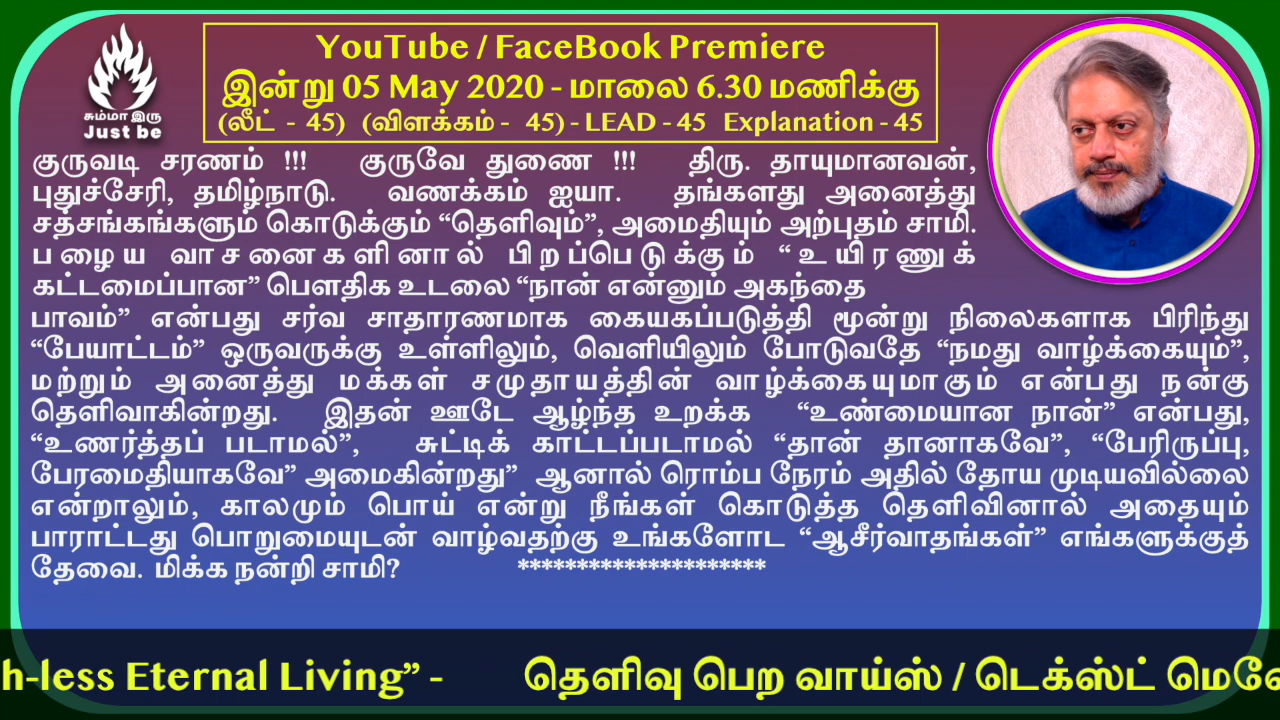 சும்மா இரு
Just be
YouTube / FaceBook Premiere
இன்று 05 May 2020 - மாலை 6.30 மணிக்கு
(லீட் - 45) (விளக்கம் - 45) - LEAD - 45 Explanation - 45
குருவடி சரணம் !!! குருவே துணை !!! திரு. தாயுமானவன்,
புதுச்சேரி, தமிழ்நாடு. வணக்கம் ஐயா. தங்களது அனைத்து
சத்சங்கங்களும் கொடுக்கும் “தெளிவும்”, அமைதியும் அற்புதம் சாமி.
பழைய வாசனைகளினால் பிறப்பெடுக்கும் “உயிரணுக்
கட்டமைப்பான” பௌதிக உடலை “நான் என்னும் அகந்தை
பாவம்” என்பது சர்வ சாதாரணமாக கையகப்படுத்தி மூன்று நிலைகளாக பிரிந்து
“பேயாட்டம்” ஒருவருக்கு உள்ளிலும், வெளியிலும் போடுவதே “நமது வாழ்க்கையும்”,
மற்றும் அனைத்து மக்கள் சமுதாயத்தின் வாழ்க்கையுமாகும் என்பது நன்கு
தெளிவாகின்றது. இதன் ஊடே ஆழ்ந்த உறக்க “உண்மையான நான்” என்பது,
“உணர்த்தப் படாமல்”, சுட்டிக் காட்டப்படாமல் “தான் தானாகவே”, “பேரிருப்பு,
பேரமைதியாகவே” அமைகின்றது” ஆனால் ரொம்ப நேரம் அதில் தோய முடியவில்லை
என்றாலும், காலமும் பொய் என்று நீங்கள் கொடுத்த தெளிவினால் அதையும்
பாராட்டது பொறுமையுடன் வாழ்வதற்கு உங்களோட “ஆசீர்வாதங்கள்” எங்களுக்குத்
தேவை. மிக்க நன்றி சாமி? *********************
h-less Eternal Living” - தெளிவு பெற வாய்ஸ் / டெக்ஸ்ட்